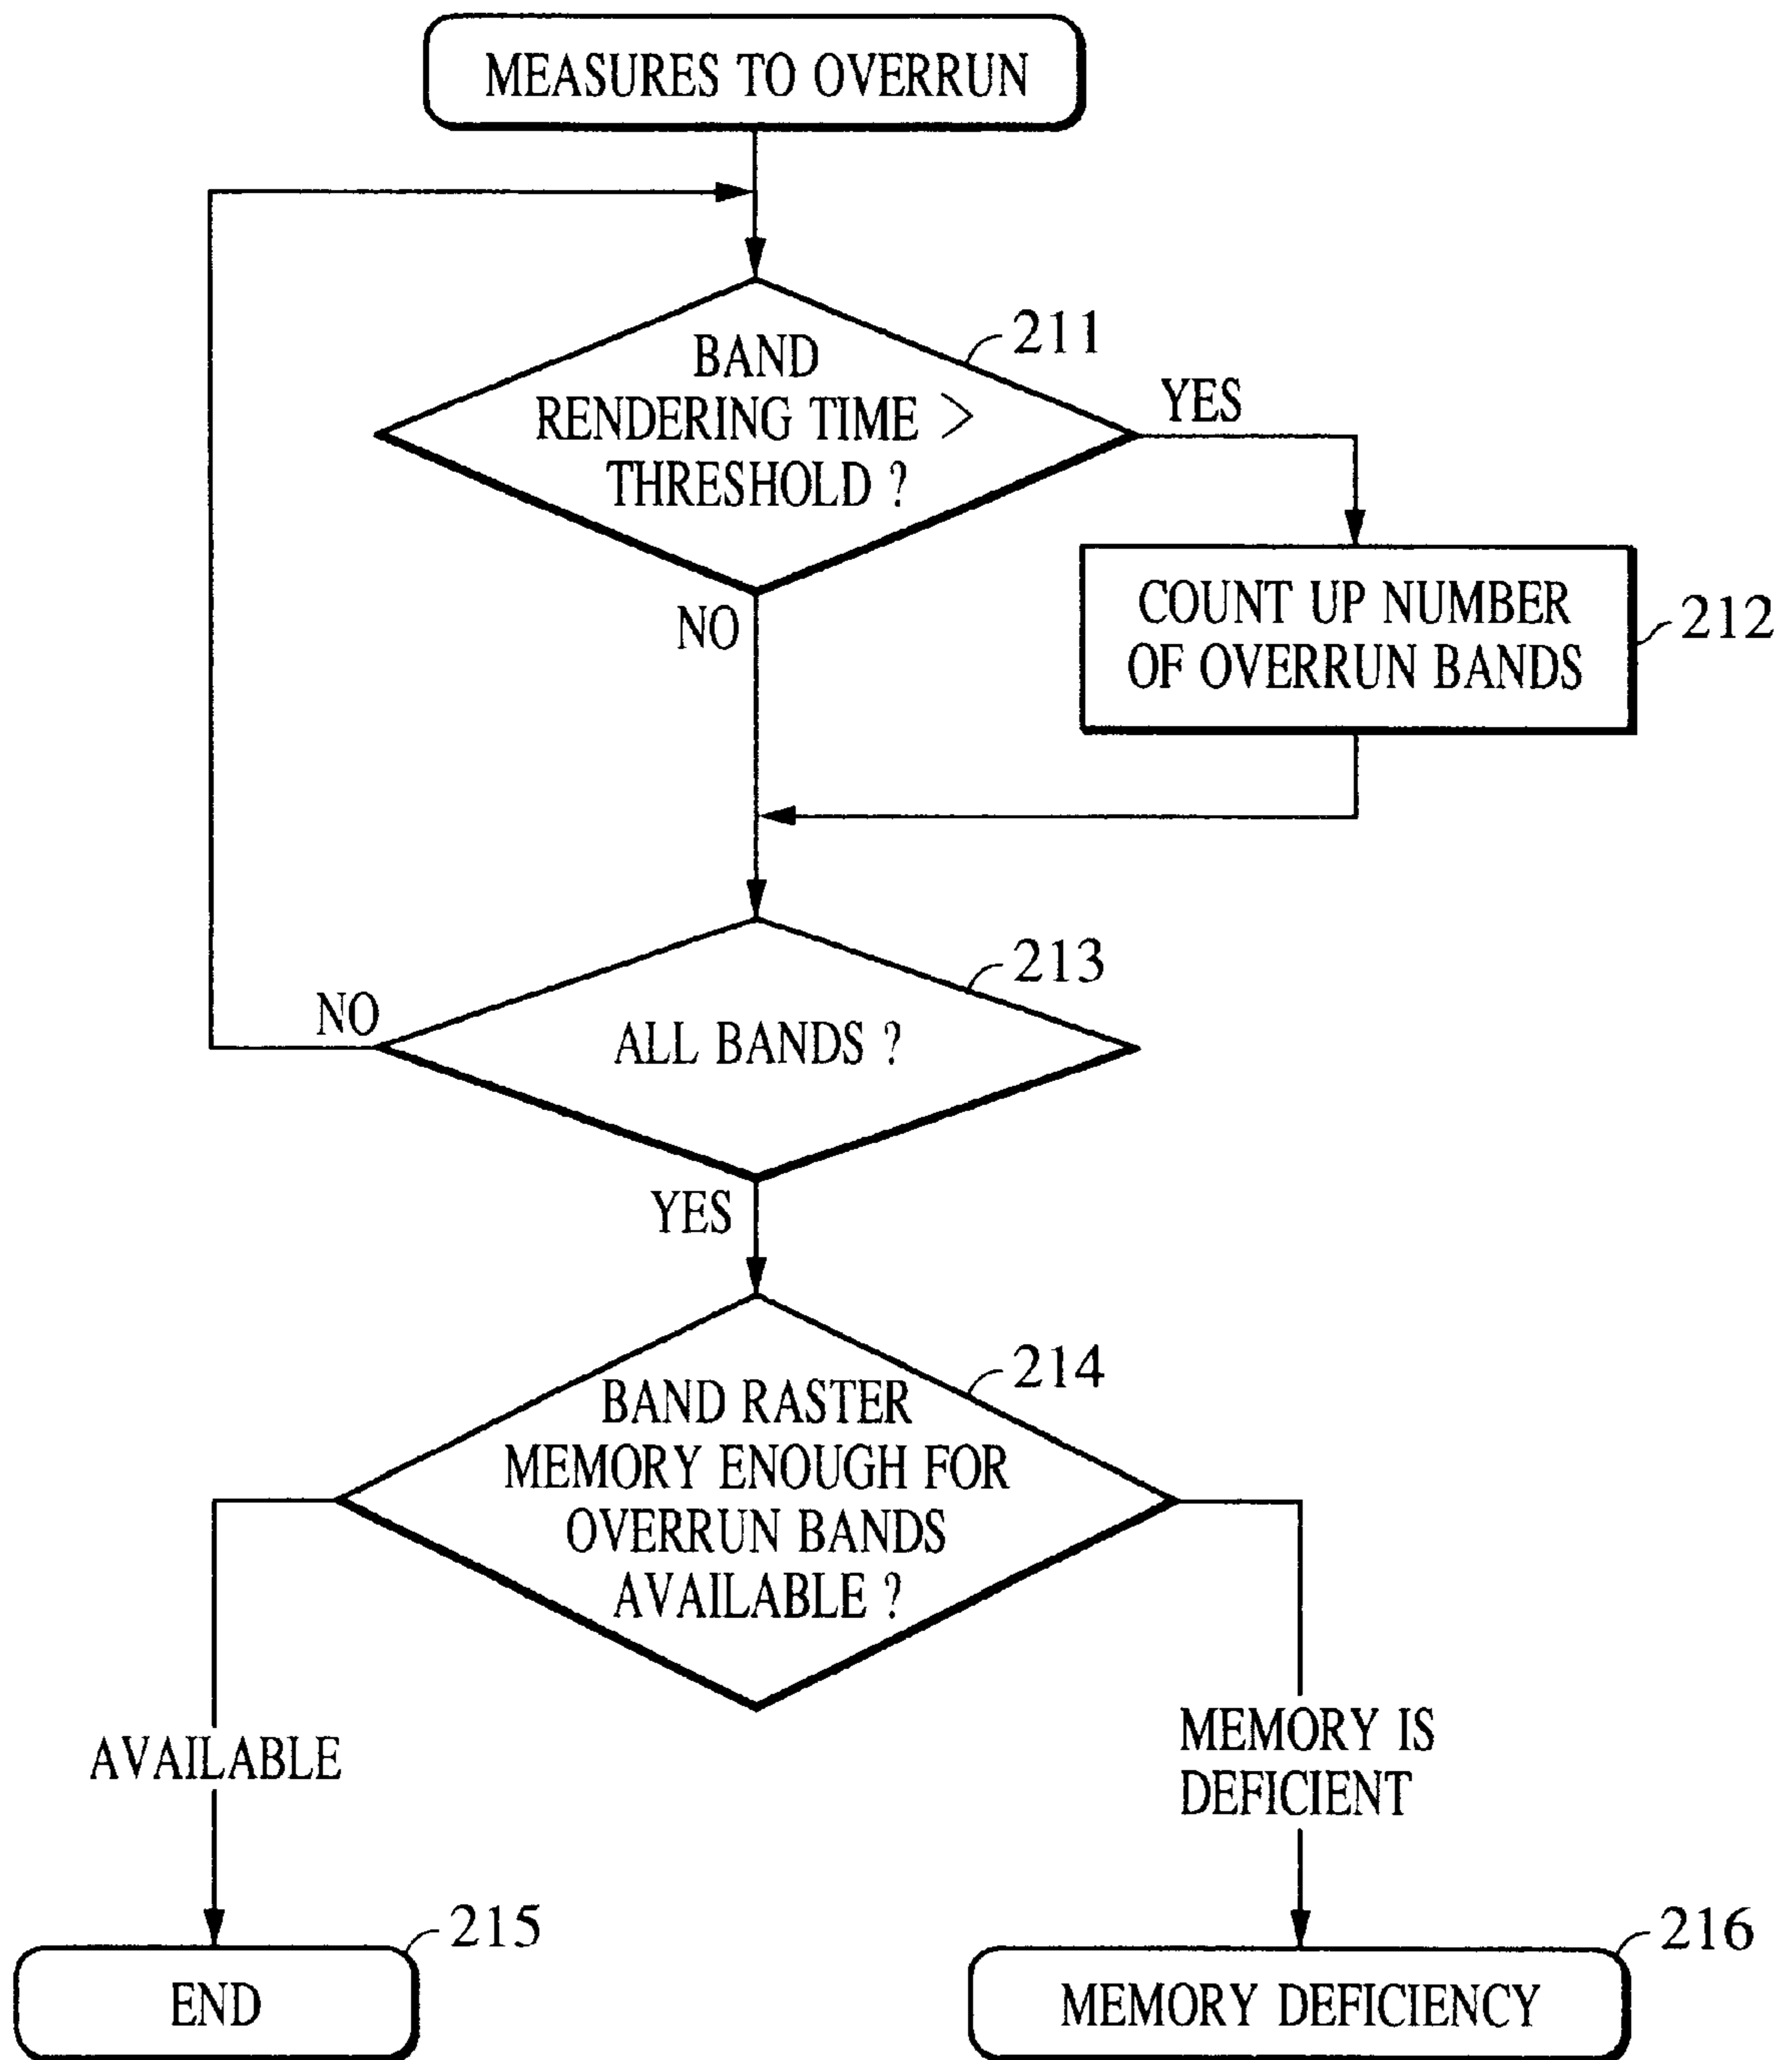 MEASURES TO OVERRUN
211
BAND
RENDERING TIME >
THRESHOLD ?
YES
NO
COUNT UP NUMBER
OF OVERRUN BANDS
212
213
NO
ALL BANDS ?
YES
214
BAND RASTER
MEMORY ENOUGH FOR
OVERRUN BANDS
AVAILABLE ?
AVAILABLE
MEMORY IS
DEFICIENT
215
END
216
MEMORY DEFICIENCY